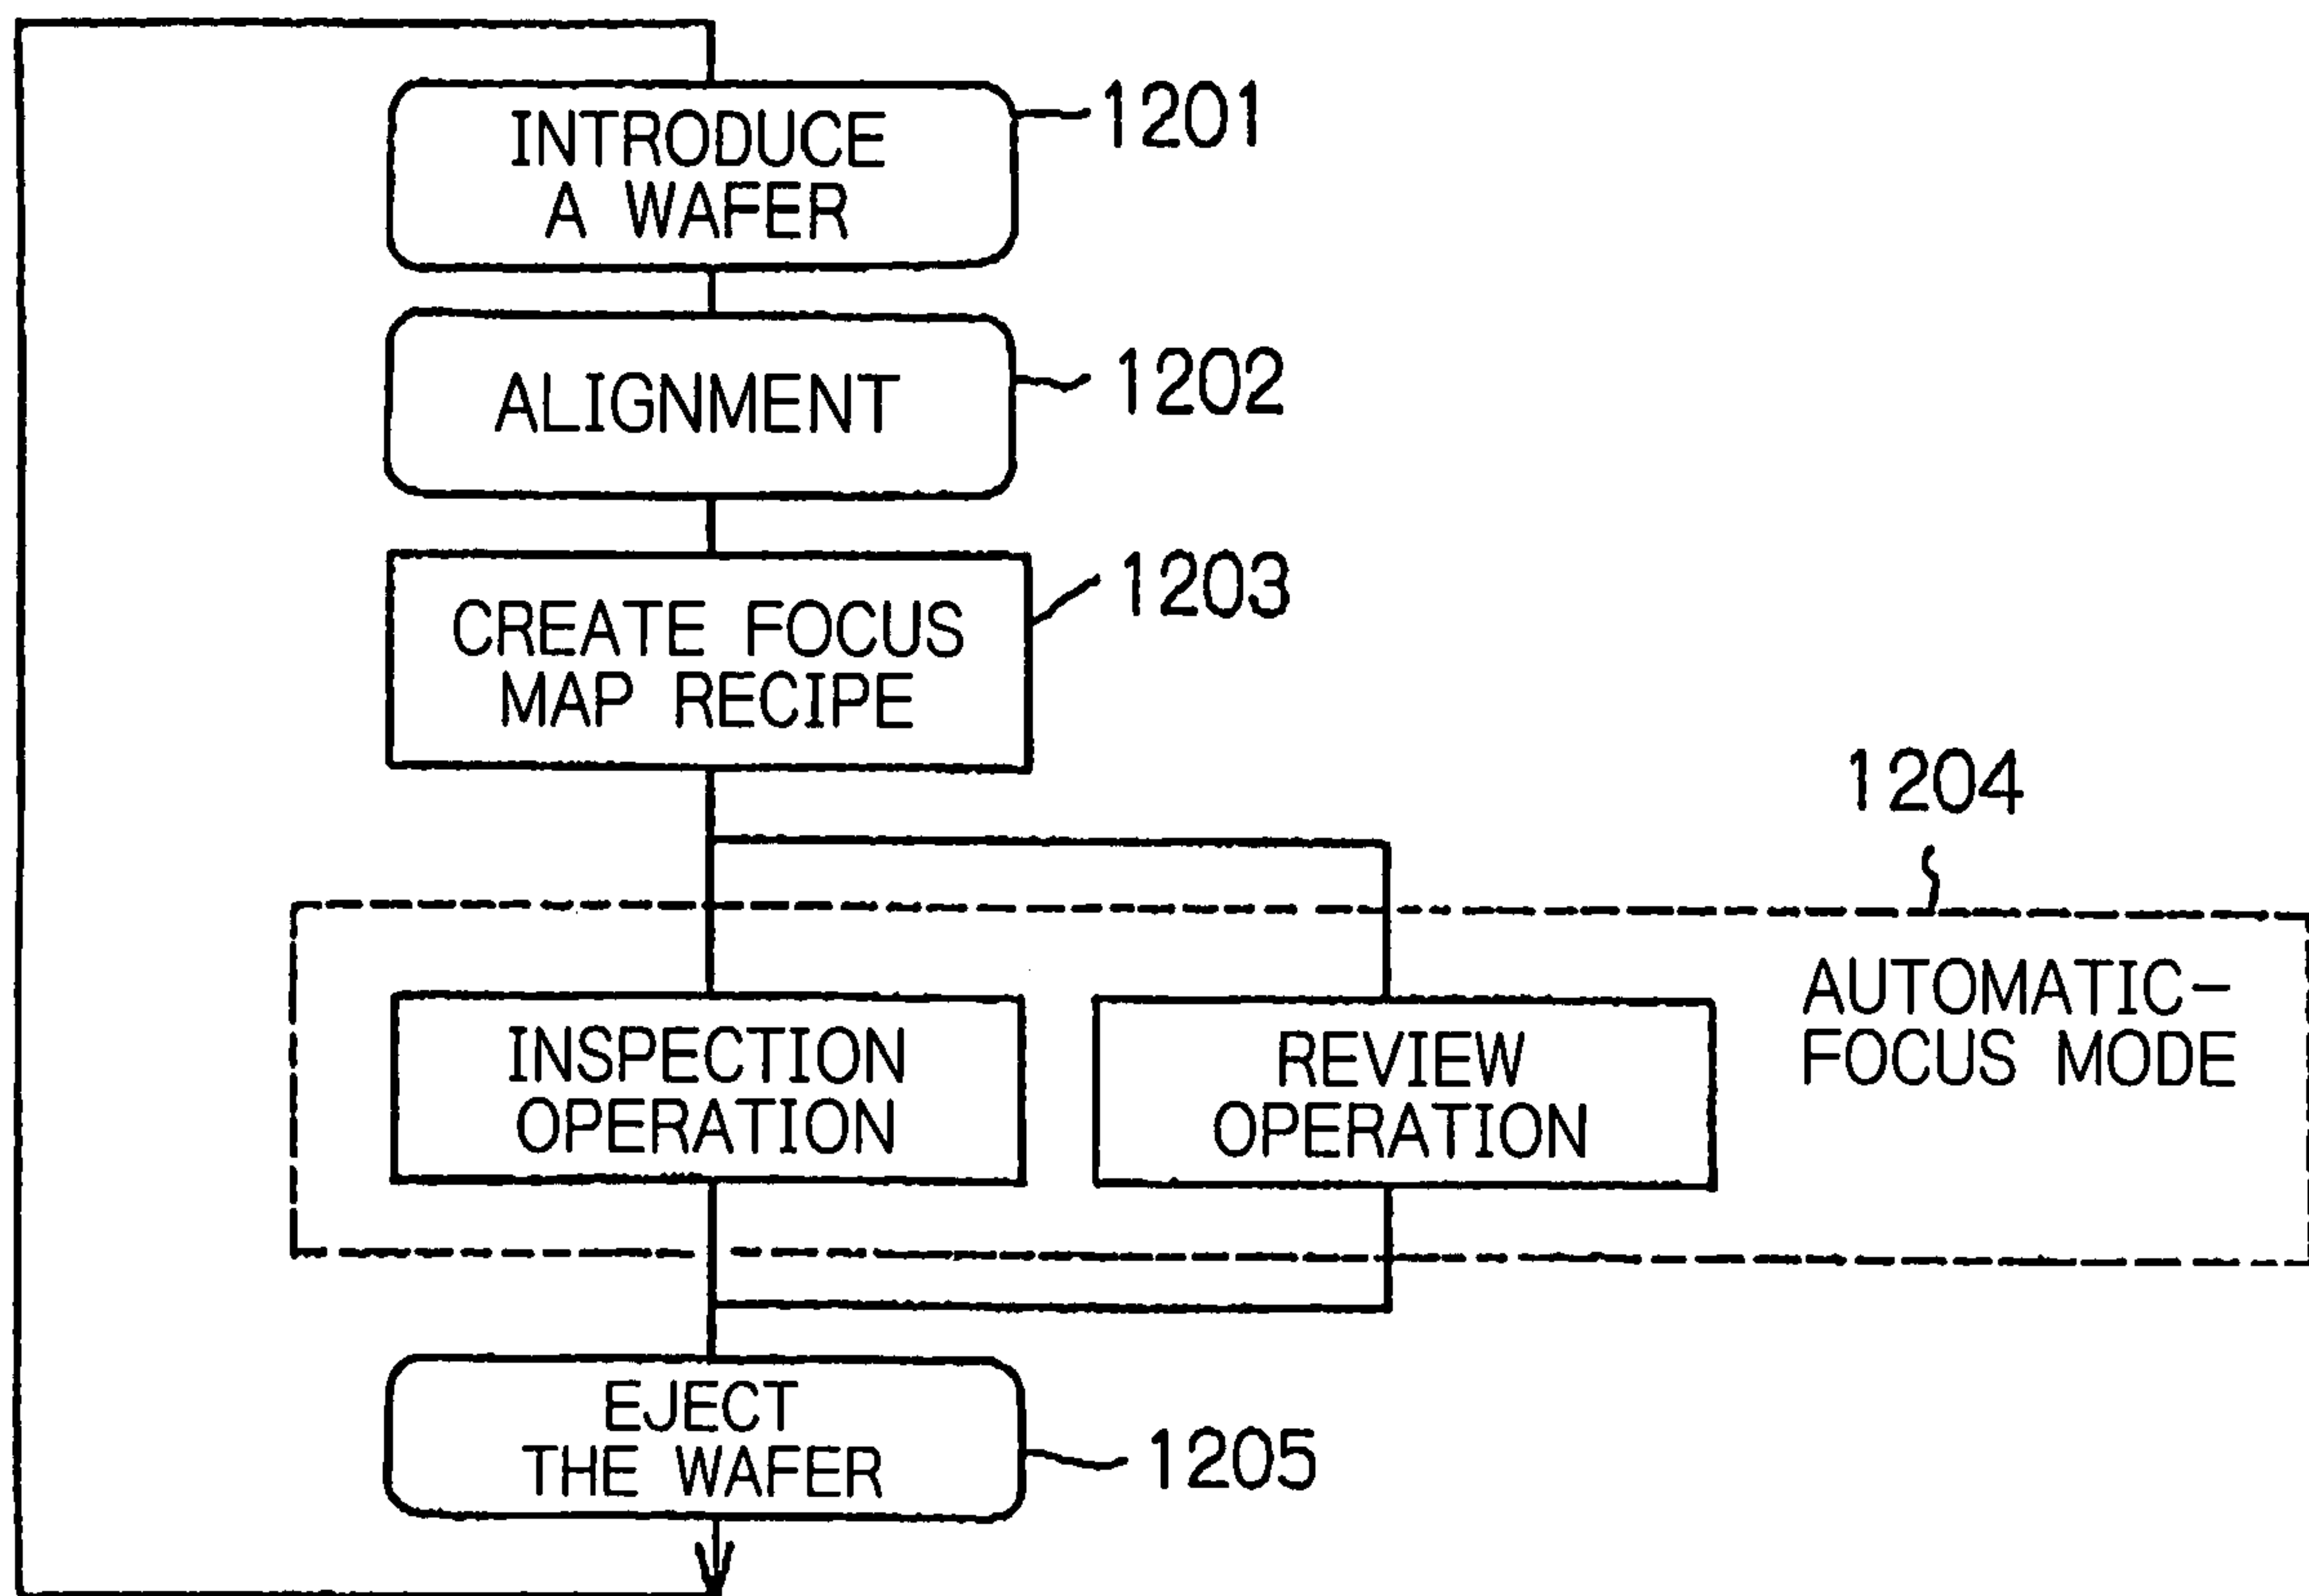 INTRODUCE
A WAFER
1201
ALIGNMENT
1202
CREATE FOCUS
MAP RECIPE
1203
1204
AUTOMATIC-
FOCUS MODE
INSPECTION
OPERATION
REVIEW
OPERATION
EJECT
THE WAFER
1205